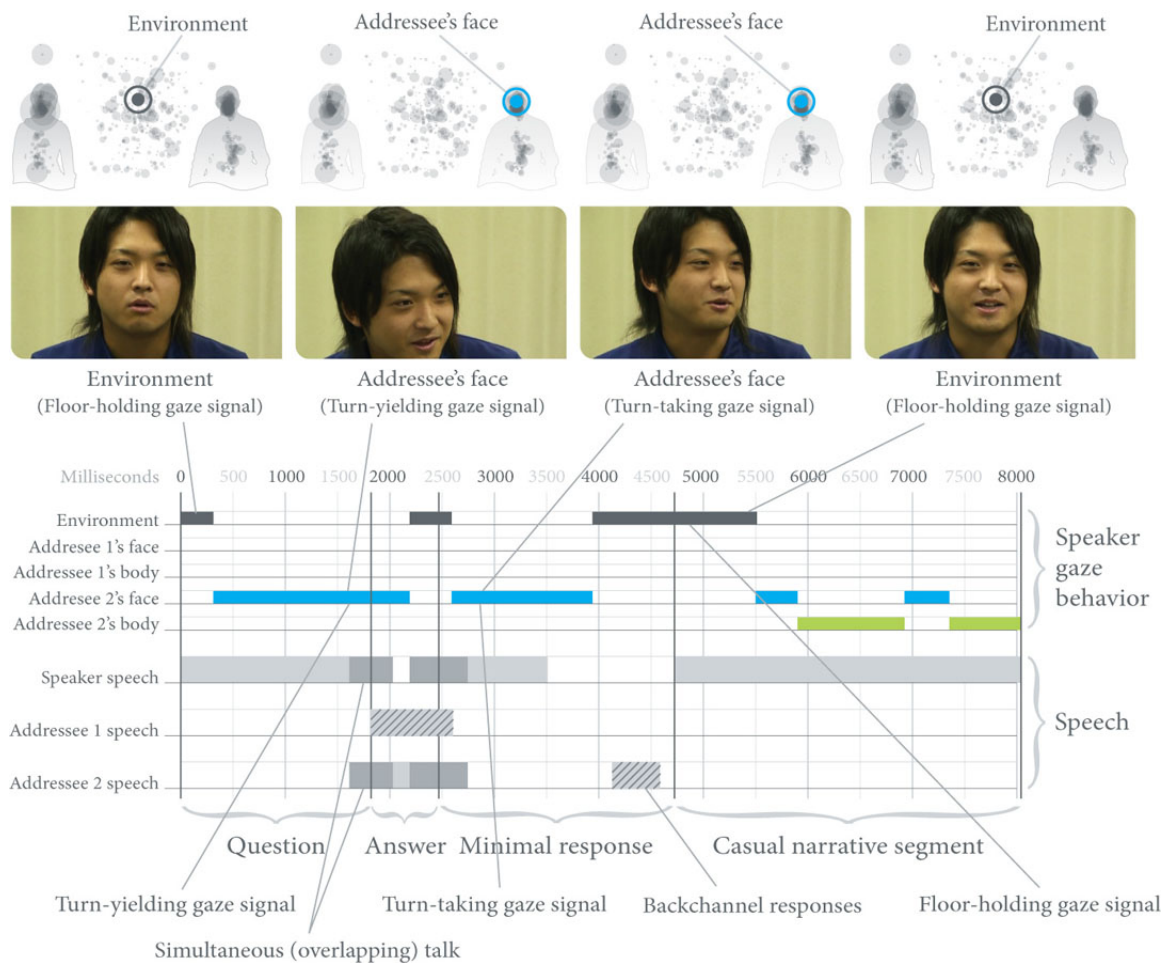 Environment
Addressee's face
Addressee's face
Environment
Environment
(Floor-holding gaze signal)
Addressee's face
(Turn-yielding gaze signal)
Addressee's face
(Turn-taking gaze signal)
Environment
(Floor-holding gaze signal)
Milliseconds 0 500 1000 1500 2000 2500 3000 3500 4000 4500 5000 5500 6000 6500 7000 7500 8000
Environment
Addresee 1's face
Addressee 1's body
Addresee 2's face
Addressee 2's body
Speaker
gaze
behavior
Speaker speech
Addressee 1 speech
Addressee 2 speech
Speech
Question
Answer
Minimal response
Casual narrative segment
Turn-yielding gaze signal
Turn-taking gaze signal
Backchannel responses
Floor-holding gaze signal
Simultaneous (overlapping) talk